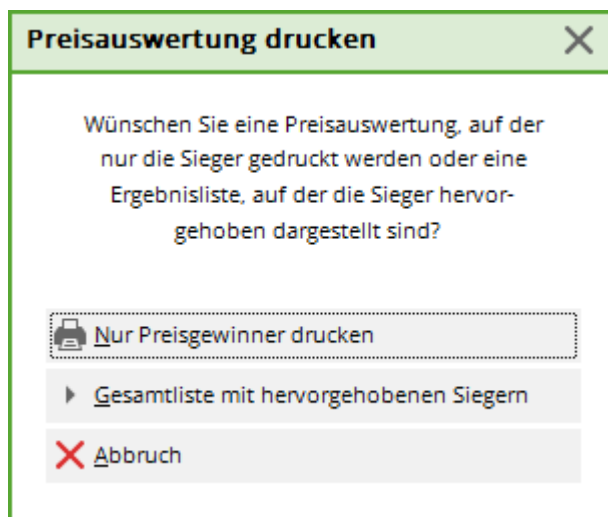 Preisauswertung drucken
Wünschen Sie eine Preisauswertung, auf der
nur die Sieger gedruckt werden oder eine
Ergebnisliste, auf der die Sieger hervor-
gehoben dargestellt sind?
Nur Preisgewinner drucken
Gesamtliste mit hervorgehobenen Siegern
Abbruch